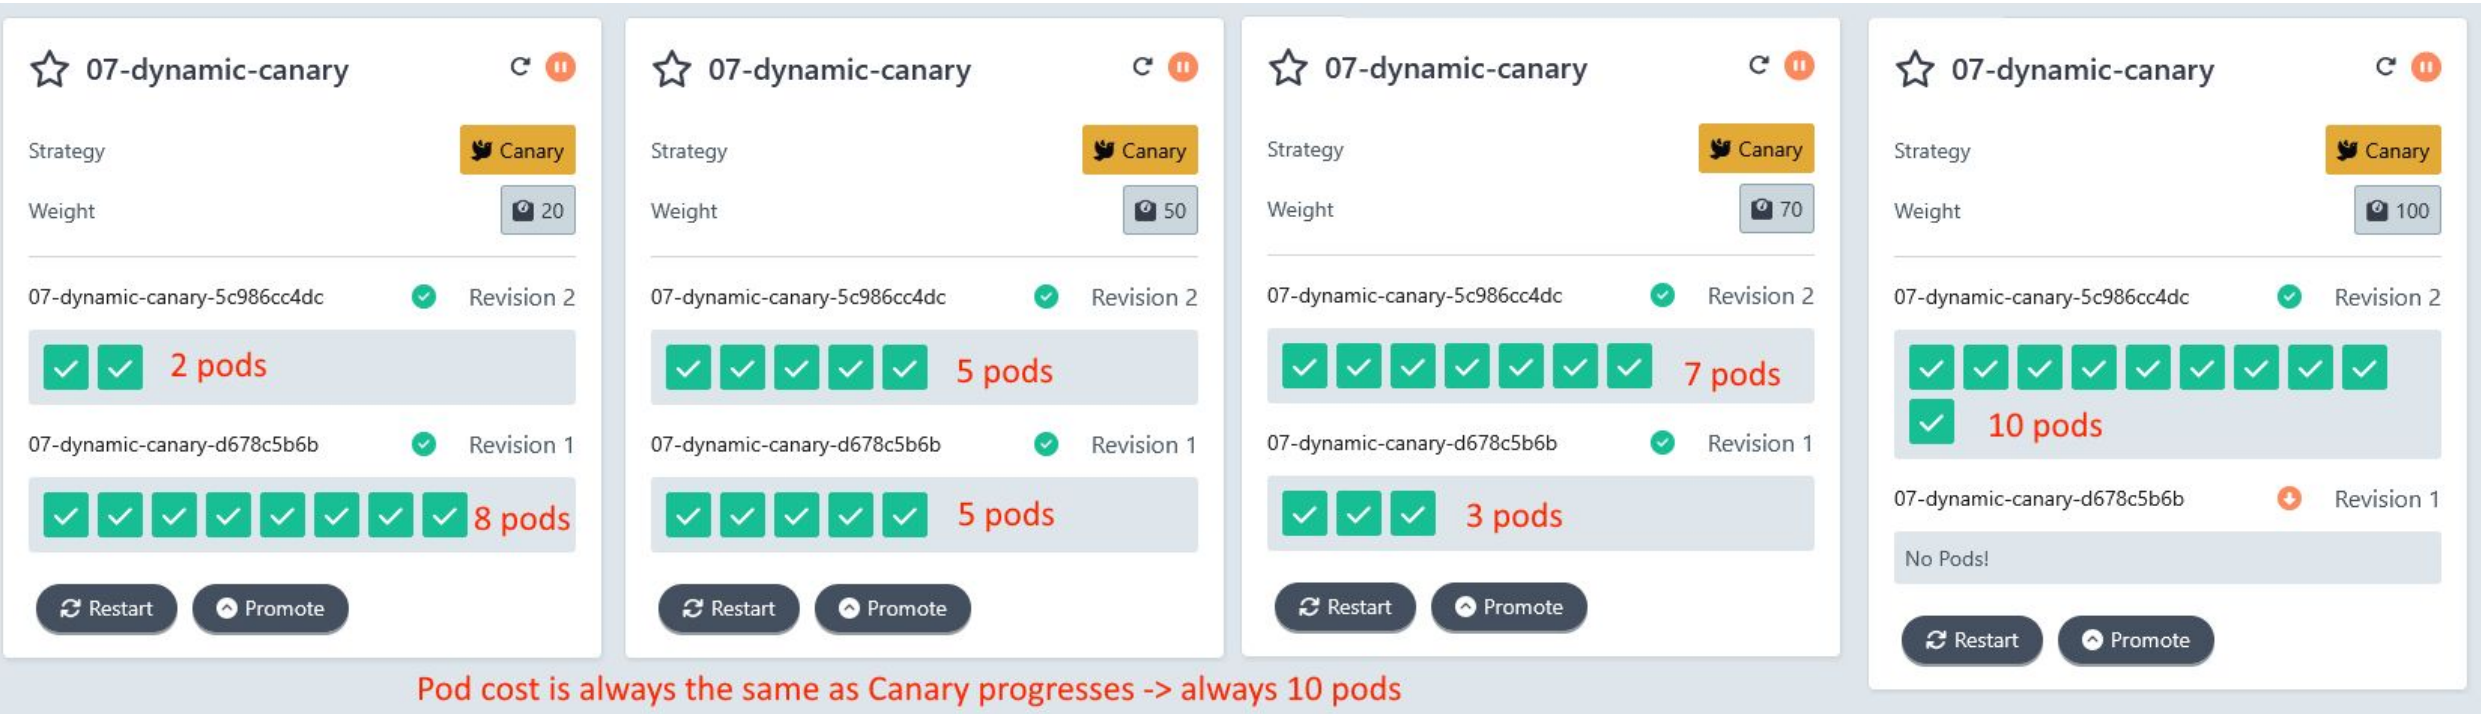 07-dynamic-canary
Strategy
Canary
Weight
20
07-dynamic-canary-5c986cc4dc
Revision 2
2 pods
07-dynamic-canary-d678c5b6b
Revision 1
8 pods
Restart
Promote
07-dynamic-canary
Strategy
Canary
Weight
50
07-dynamic-canary-5c986cc4dc
Revision 2
5 pods
07-dynamic-canary-d678c5b6b
Revision 1
5 pods
Restart
Promote
07-dynamic-canary
Strategy
Canary
Weight
70
07-dynamic-canary-5c986cc4dc
Revision 2
7 pods
07-dynamic-canary-d678c5b6b
Revision 1
3 pods
Restart
Promote
07-dynamic-canary
Strategy
Canary
Weight
100
07-dynamic-canary-5c986cc4dc
Revision 2
10 pods
07-dynamic-canary-d678c5b6b
Revision 1
No Pods!
Restart
Promote
Pod cost is always the same as Canary progresses -> always 10 pods